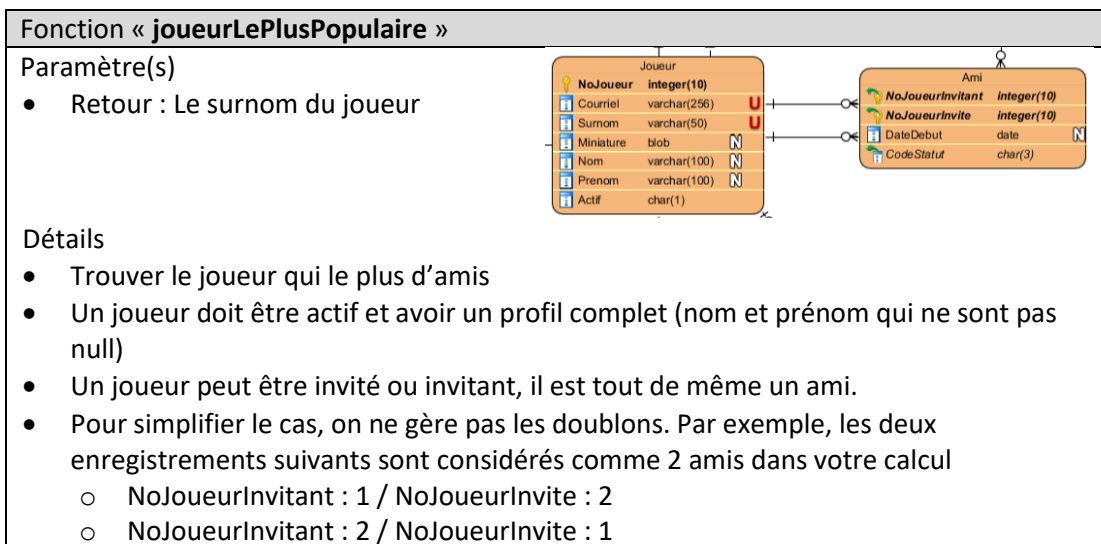 Fonction « joueurLePlusPopulaire »
Paramètre(s)
• Retour : Le surnom du joueur
Joueur
NoJoueur integer(10)
Courriel varchar(256) U
Surnom varchar(50) U
Miniature blob N
Nom varchar(100) N
Prenom varchar(100) N
Actif char(1)
Ami
NoJoueurInvitant integer(10)
NoJoueurInvite integer(10)
DateDebut date N
CodeStatut char(3)
Détails
• Trouver le joueur qui le plus d’amis
• Un joueur doit être actif et avoir un profil complet (nom et prénom qui ne sont pas
null)
• Un joueur peut être invité ou invitant, il est tout de même un ami.
• Pour simplifier le cas, on ne gère pas les doublons. Par exemple, les deux
enregistrements suivants sont considérés comme 2 amis dans votre calcul
o NoJoueurInvitant : 1 / NoJoueurInvite : 2
o NoJoueurInvitant : 2 / NoJoueurInvite : 1